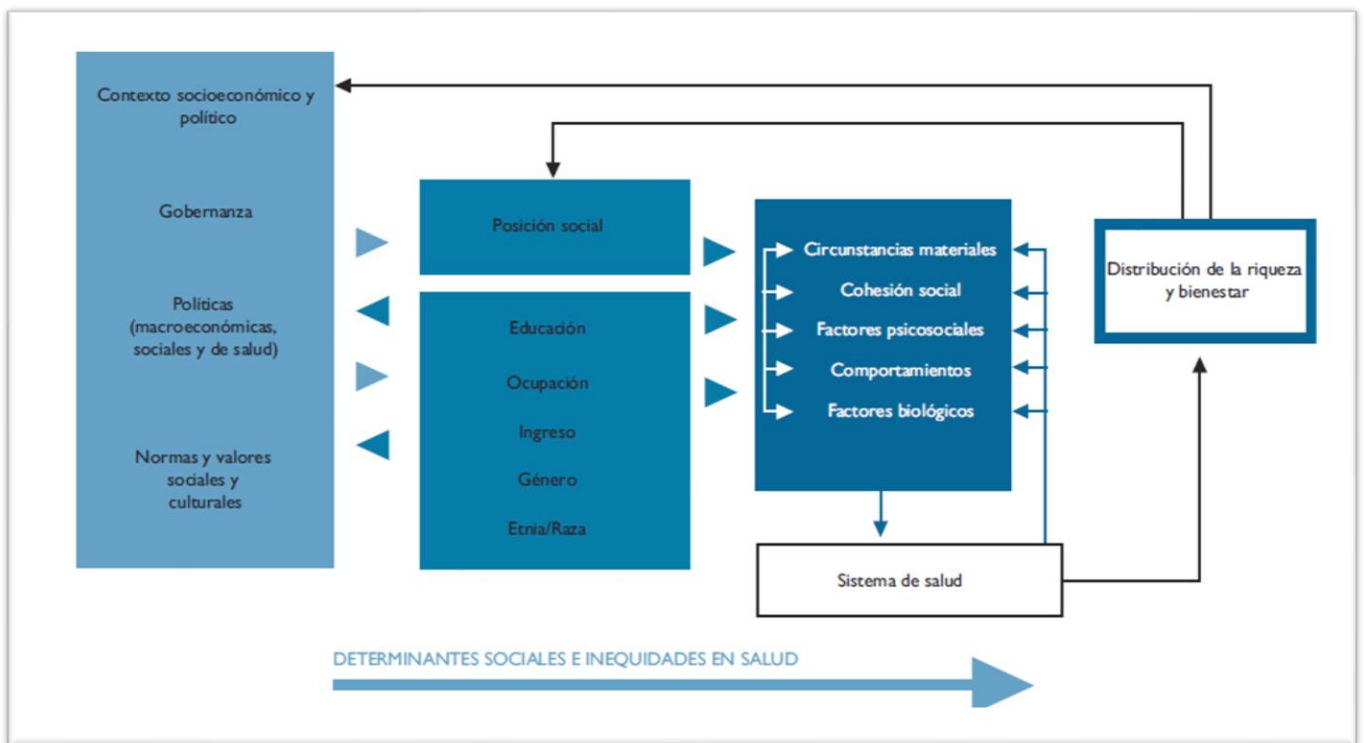 Contexto socioeconómico y
político
Gobernanza
Políticas
(macroeconómicas,
sociales y de salud)
Normas y valores
sociales y
culturales
Posición social
Educación
Ocupación
Ingreso
Género
Etnia/Raza
Circunstancias materiales
Cohesión social
Factores psicosociales
Comportamientos
Factores biológicos
Distribución de la riqueza
y bienestar
Sistema de salud
DETERMINANTES SOCIALES E INEQUIDADES EN SALUD